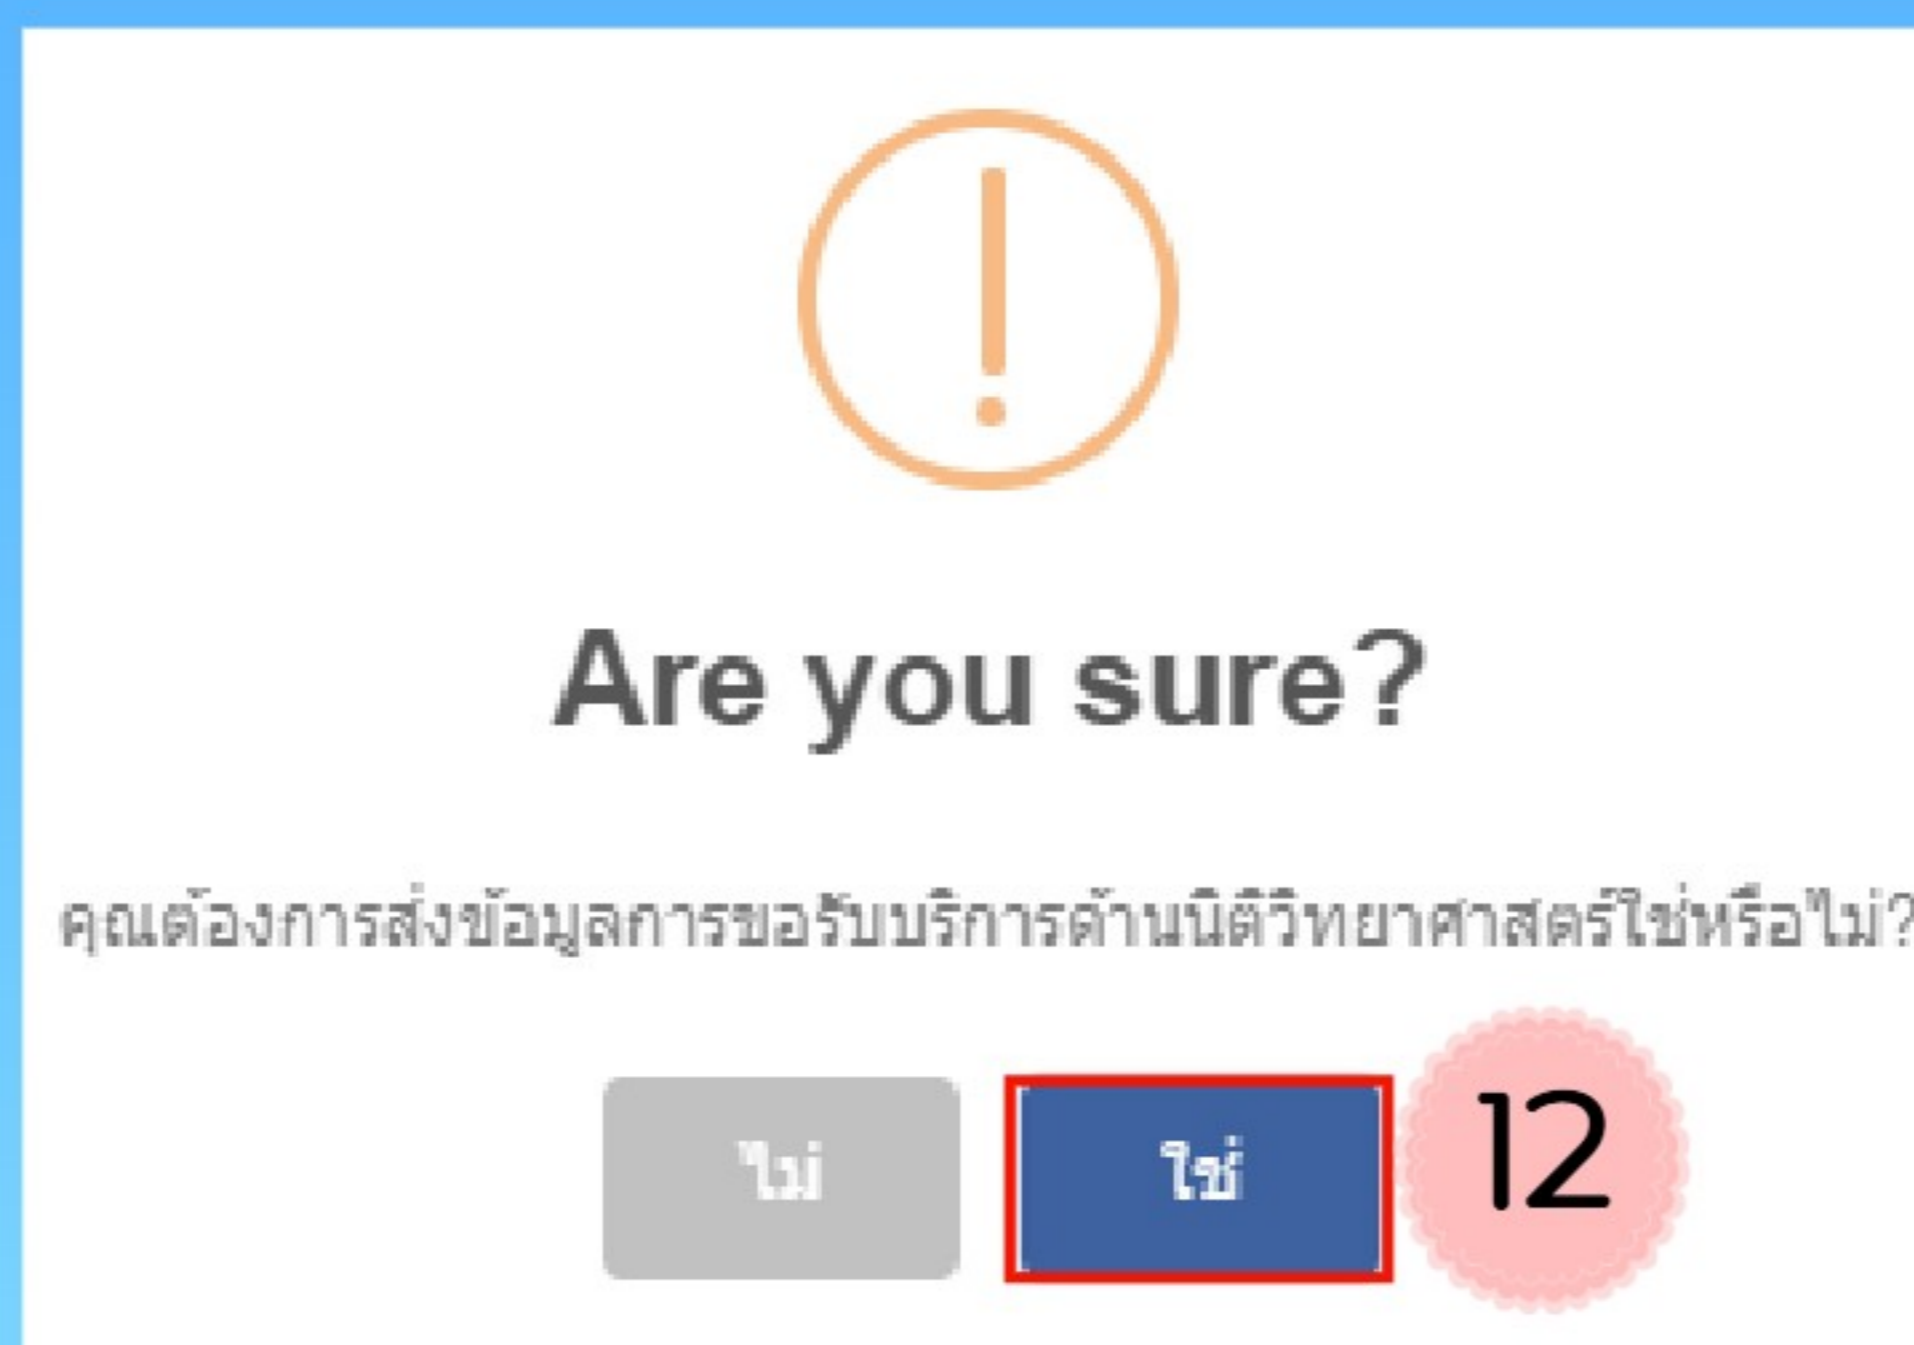 Are you sure?
คุณต้องการส่งข้อมูลการขอรับบริการด้านนิติวิทยาศาสตร์ใช่หรือไม่?
ไม่ ใช่ 12